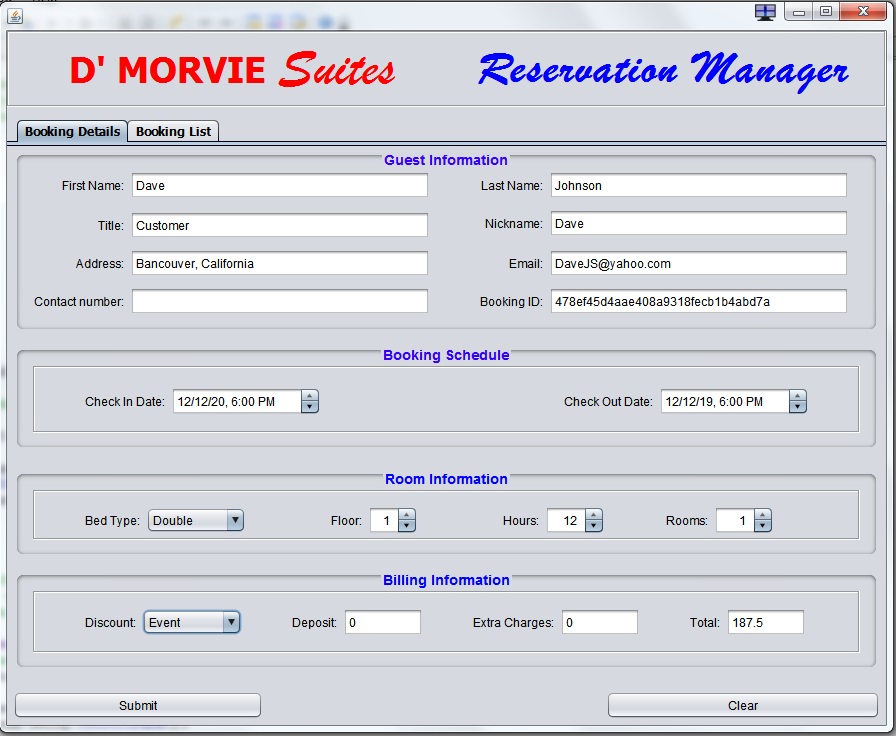 D' MORVIE Suites Reservation Manager
Booking Details Booking List
Guest Information
First Name: Dave Last Name: Johnson
Title: Customer Nickname: Dave
Address: Bancouver, California Email: DaveJS@yahoo.com
Contact number: Booking ID: 478ef45d4aae408a9318fecb1b4abd7a
Booking Schedule
Check In Date: 12/12/20, 6:00 PM Check Out Date: 12/12/19, 6:00 PM
Room Information
Bed Type: Double Floor: 1 Hours: 12 Rooms: 1
Billing Information
Discount: Event Deposit: 0 Extra Charges: 0 Total: 187.5
Submit Clear